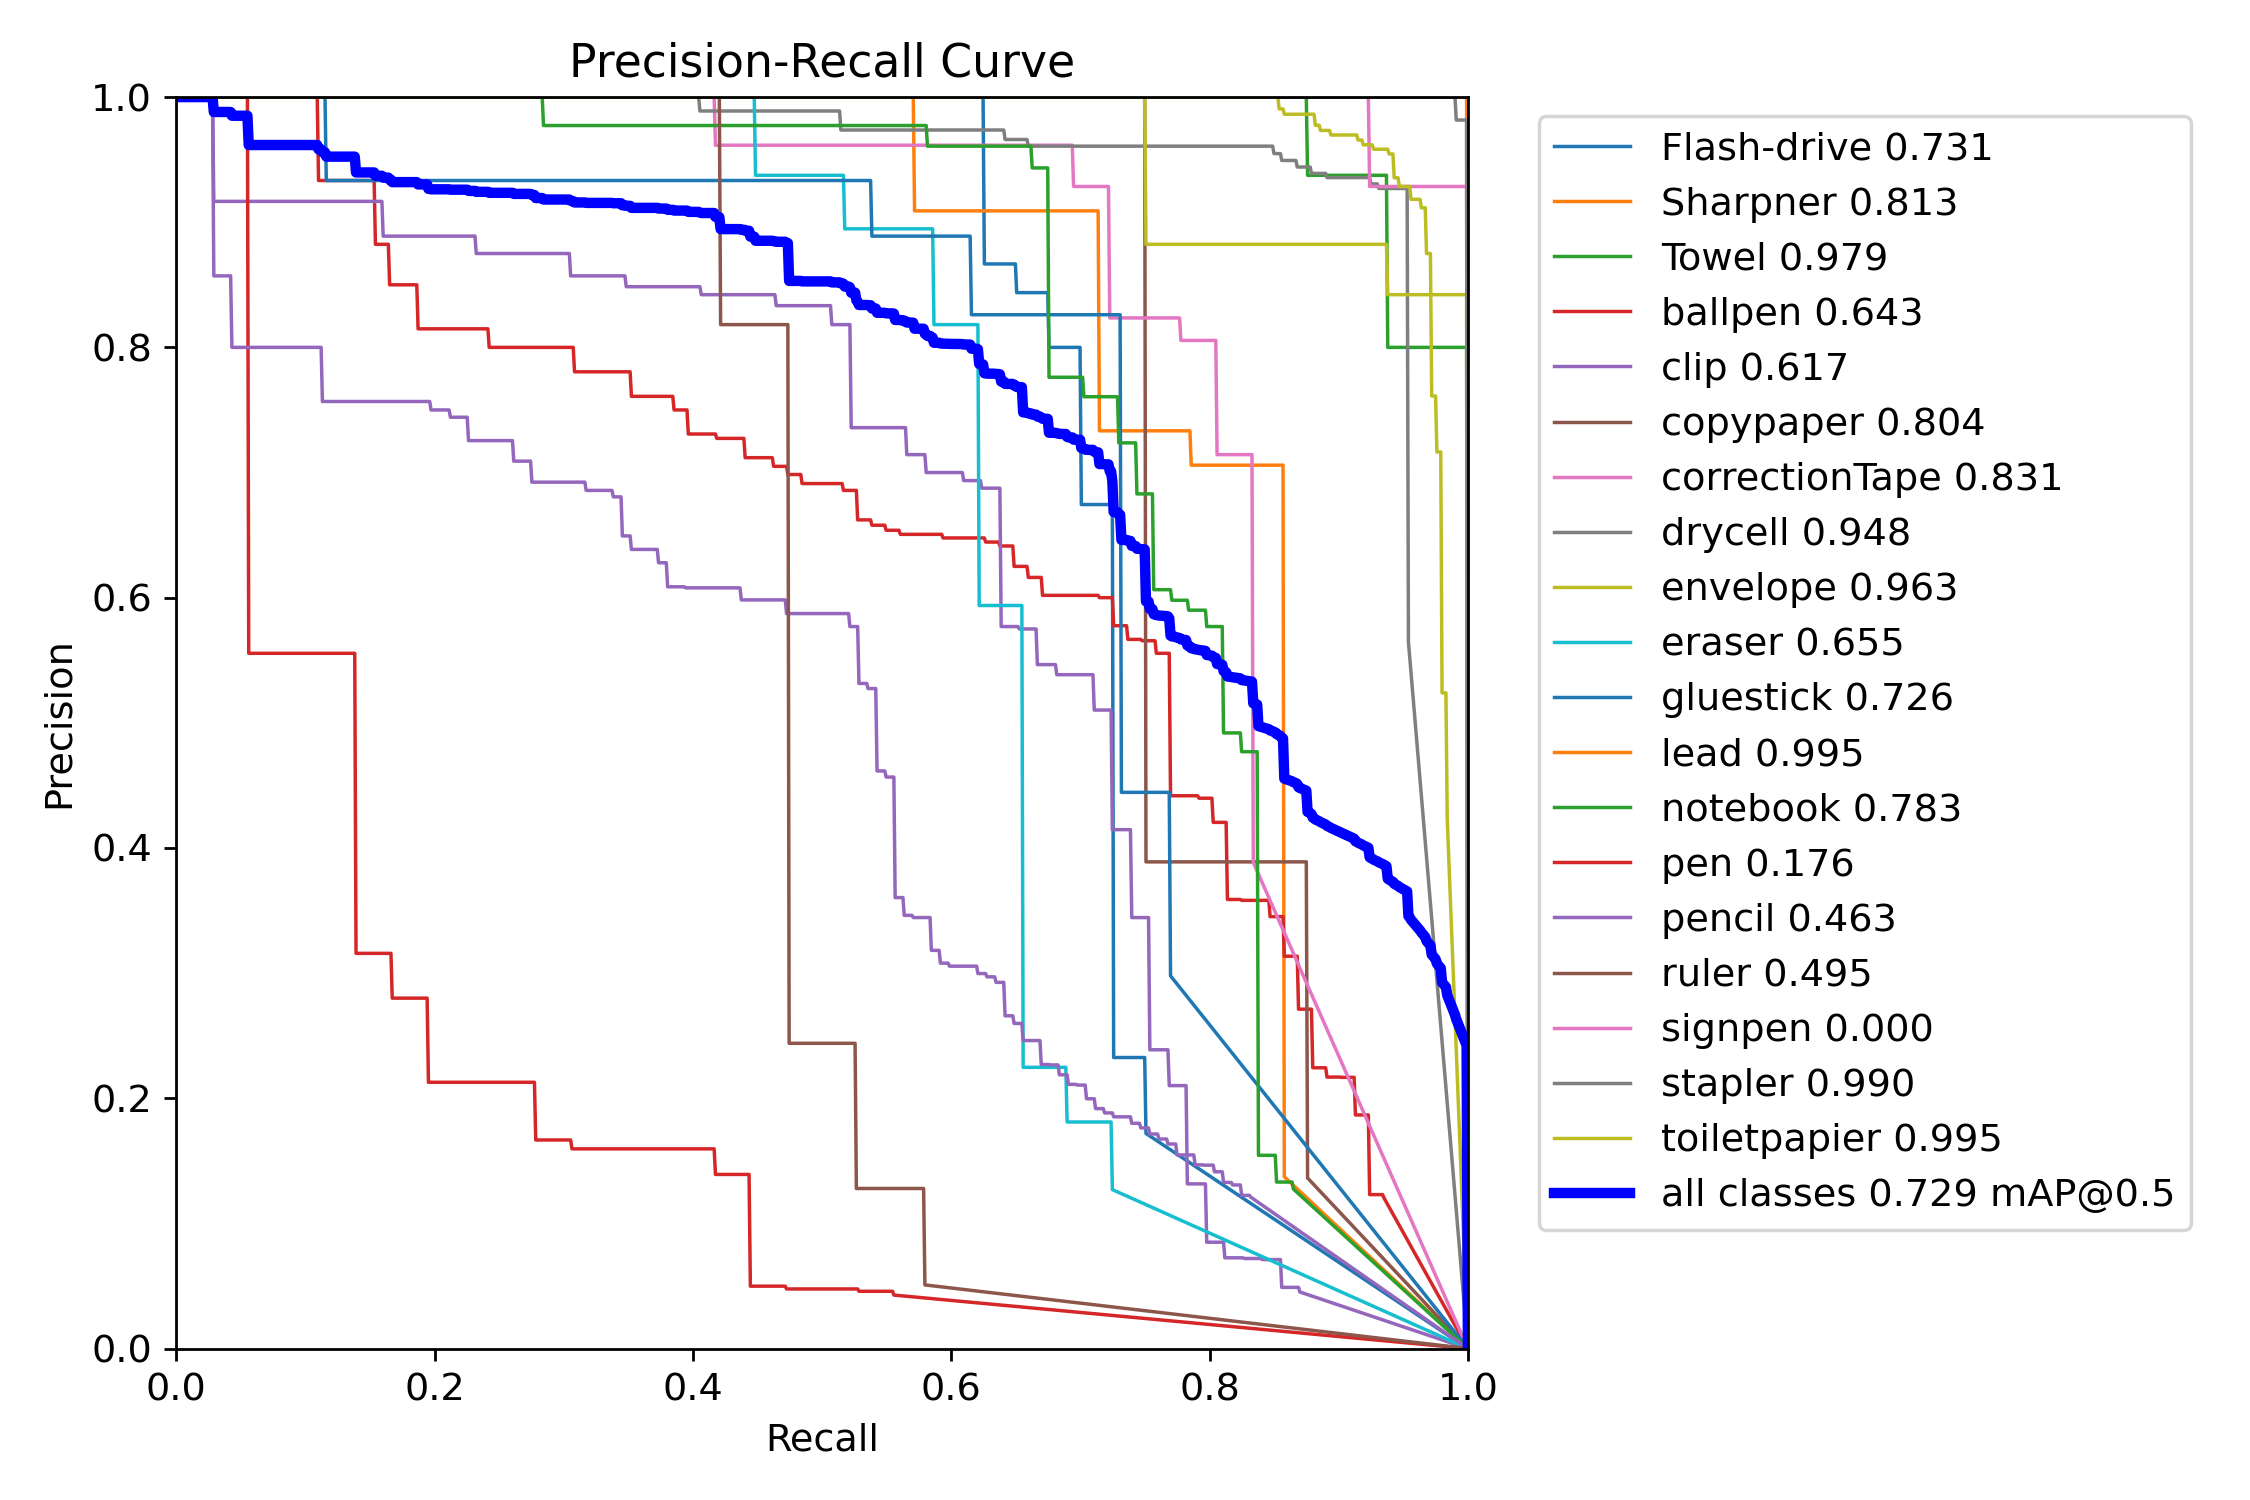 Precision-Recall Curve
1.0
0.8
0.6
0.4
0.2
0.0
Precision
0.0 0.2 0.4 0.6 0.8 1.0
Recall
Flash-drive 0.731
Sharpner 0.813
Towel 0.979
ballpen 0.643
clip 0.617
copypaper 0.804
correctionTape 0.831
drycell 0.948
envelope 0.963
eraser 0.655
gluestick 0.726
lead 0.995
notebook 0.783
pen 0.176
pencil 0.463
ruler 0.495
signpen 0.000
stapler 0.990
toiletpapier 0.995
all classes 0.729 mAP@0.5